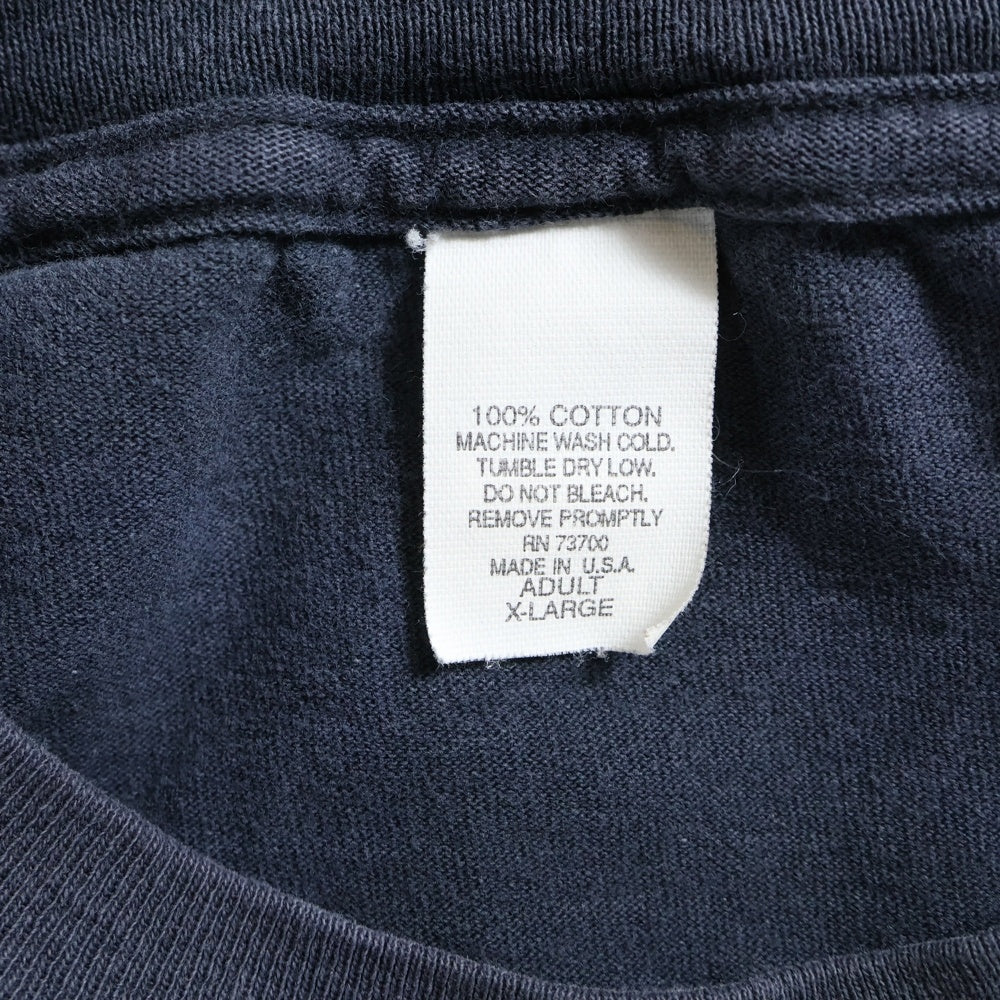 100% COTTON
MACHINE WASH COLD.
TUMBLE DRY LOW.
DO NOT BLEACH.
REMOVE PROMPTLY
RN 73700
MADE IN U.S.A.
ADULT
X-LARGE